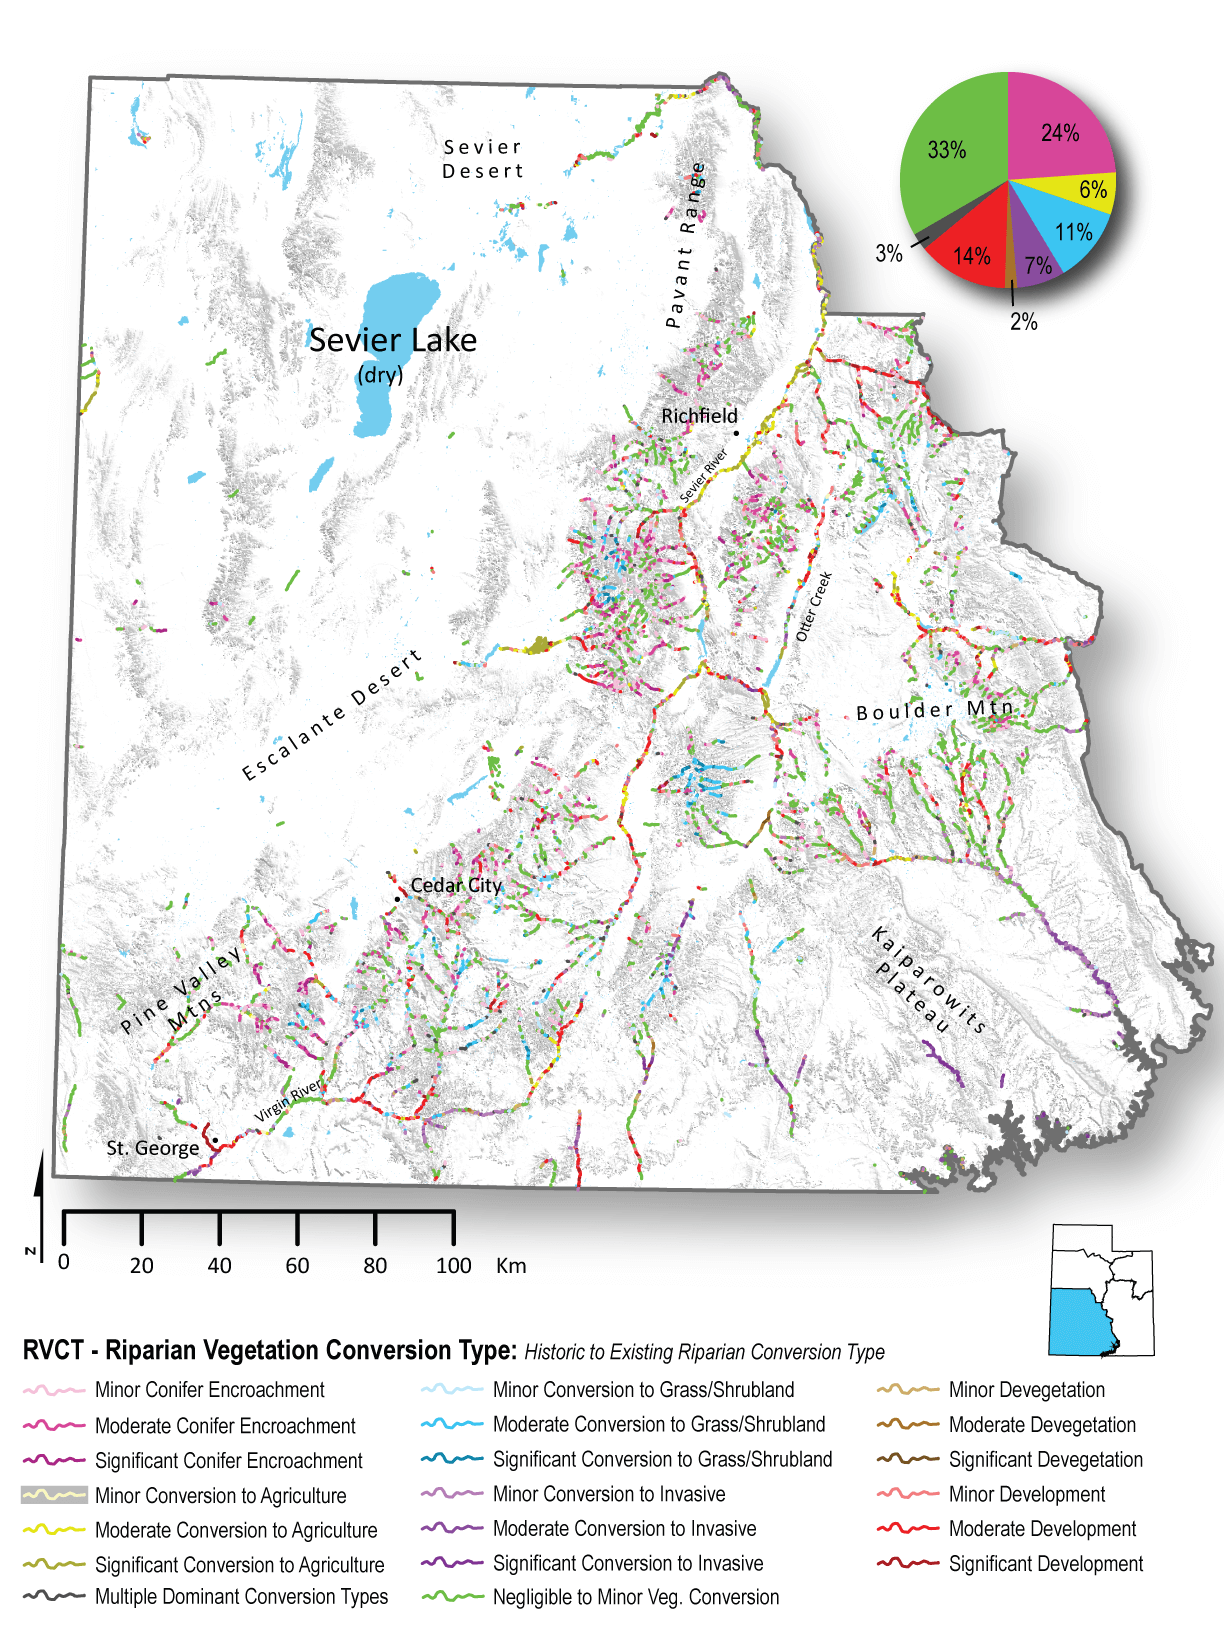 Sevier
Desert
Pavant Range
33%
24%
6%
11%
7%
2%
14%
3%
Sevier Lake
(dry)
Richfield
Sevier River
Otter Creek
Escalante Desert
Boulder Mtn
Cedar City
Pine Valley
Mtns
Kaiparowits
Plateau
Virgin River
St. George
N
0 20 40 60 80 100 Km
RVCT - Riparian Vegetation Conversion Type: Historic to Existing Riparian Conversion Type
Minor Conifer Encroachment
Moderate Conifer Encroachment
Significant Conifer Encroachment
Minor Conversion to Agriculture
Moderate Conversion to Agriculture
Significant Conversion to Agriculture
Multiple Dominant Conversion Types
Minor Conversion to Grass/Shrubland
Moderate Conversion to Grass/Shrubland
Significant Conversion to Grass/Shrubland
Minor Conversion to Invasive
Moderate Conversion to Invasive
Significant Conversion to Invasive
Negligible to Minor Veg. Conversion
Minor Devegetation
Moderate Devegetation
Significant Devegetation
Minor Development
Moderate Development
Significant Development